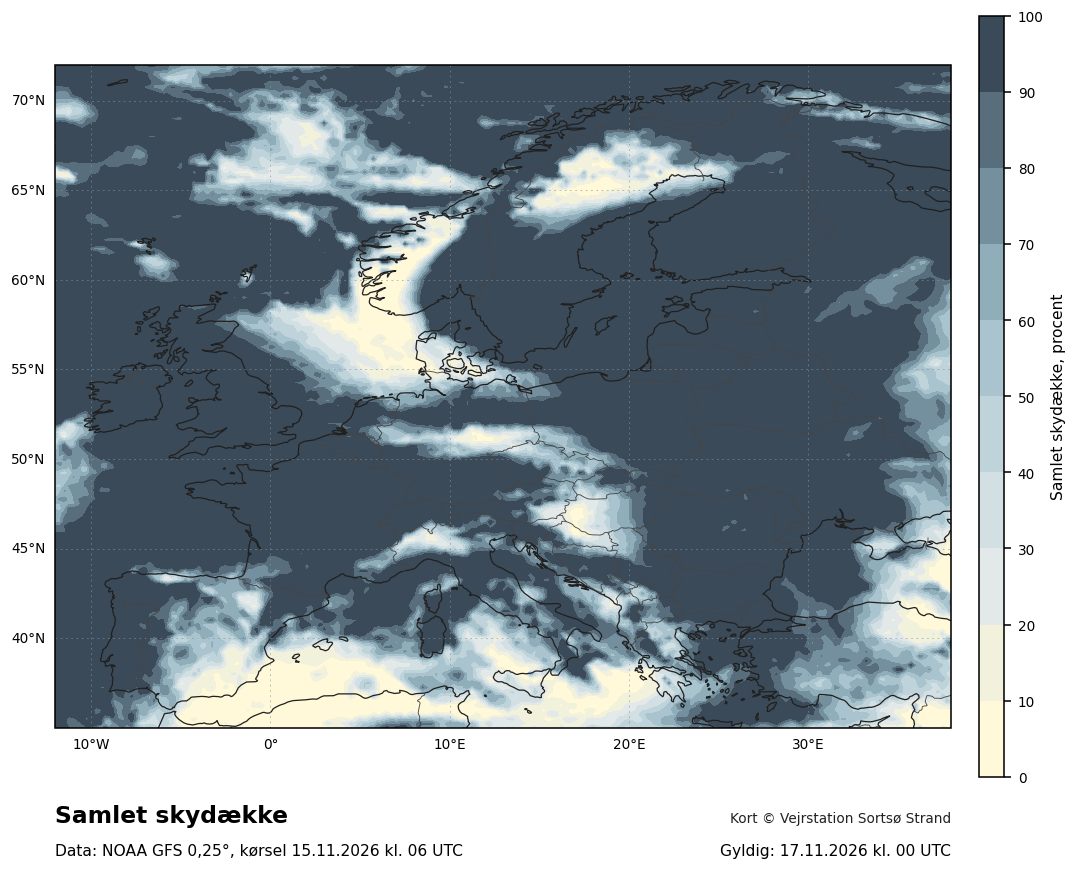 100
90
80
70
60
50
40
30
20
10
0
Samlet skydække, procent
70°N
65°N
60°N
55°N
50°N
45°N
40°N
10°W
0°
10°E
20°E
30°E
Samlet skydække
Kort © Vejrstation Sortsø Strand
Data: NOAA GFS 0,25°, kørsel 15.11.2026 kl. 06 UTC
Gyldig: 17.11.2026 kl. 00 UTC